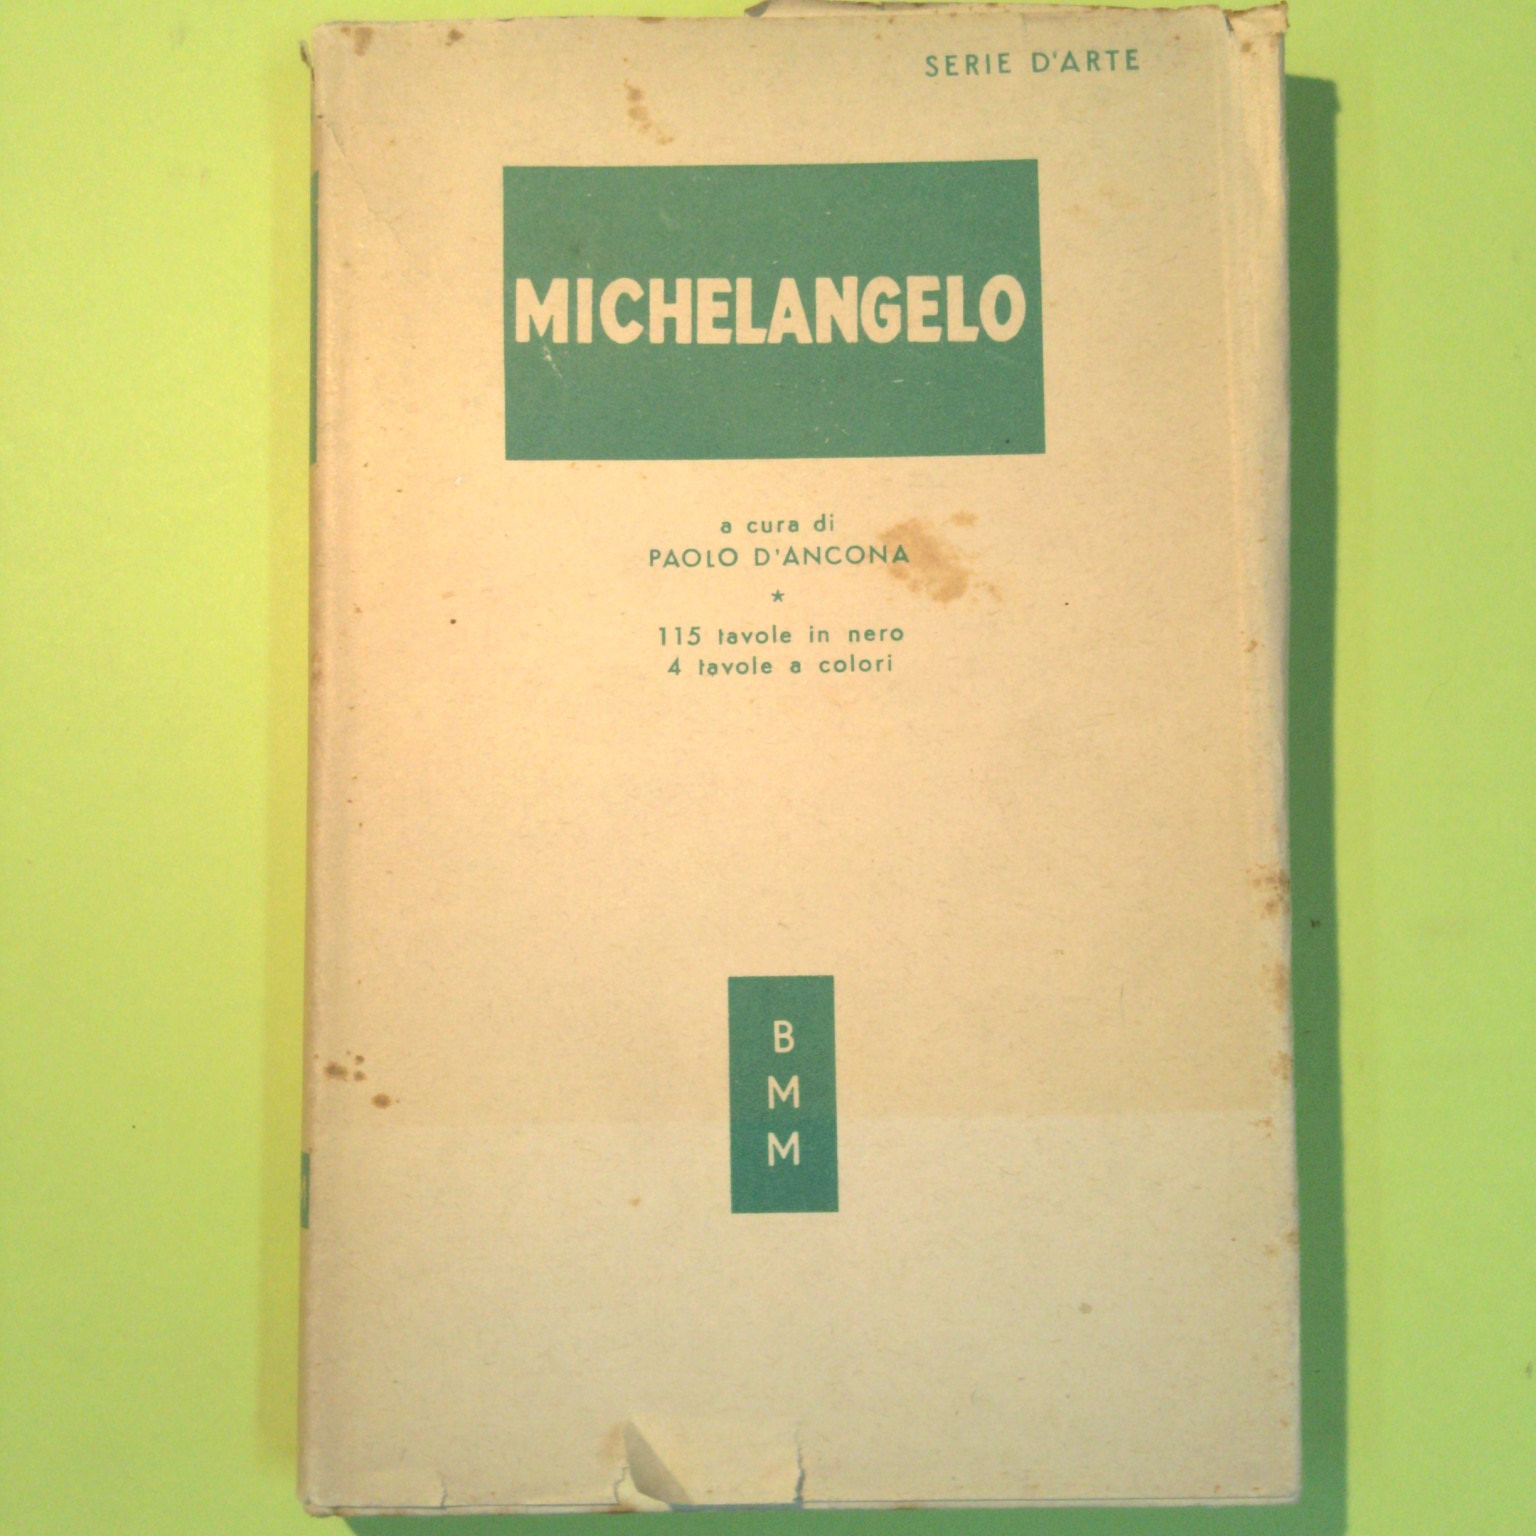 SERIE D'ARTE
MICHELANGELO
a cura di
PAOLO D'ANCONA
*
115 tavole in nero
4 tavole a colori
B
M
M